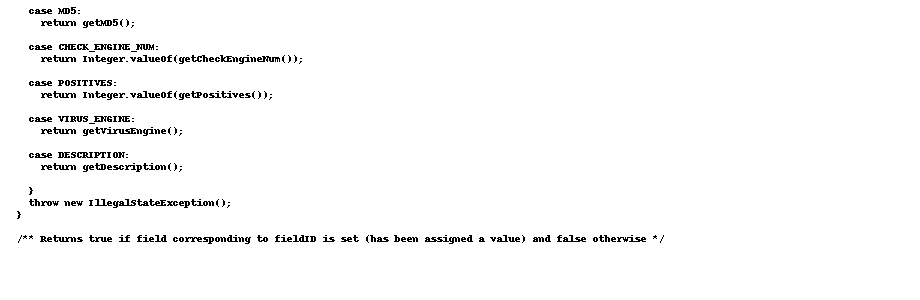 case MD5:
return getMD5();
case CHECK_ENGINE_NUM:
return Integer.valueOf(getCheckEngineNum());
case POSITIVES:
return Integer.valueOf(getPositives());
case VIRUS_ENGINE:
return getVirusEngine();
case DESCRIPTION:
return getDescription();
}
throw new IllegalStateException();
}
/** Returns true if field corresponding to fieldID is set (has been assigned a value) and false otherwise */